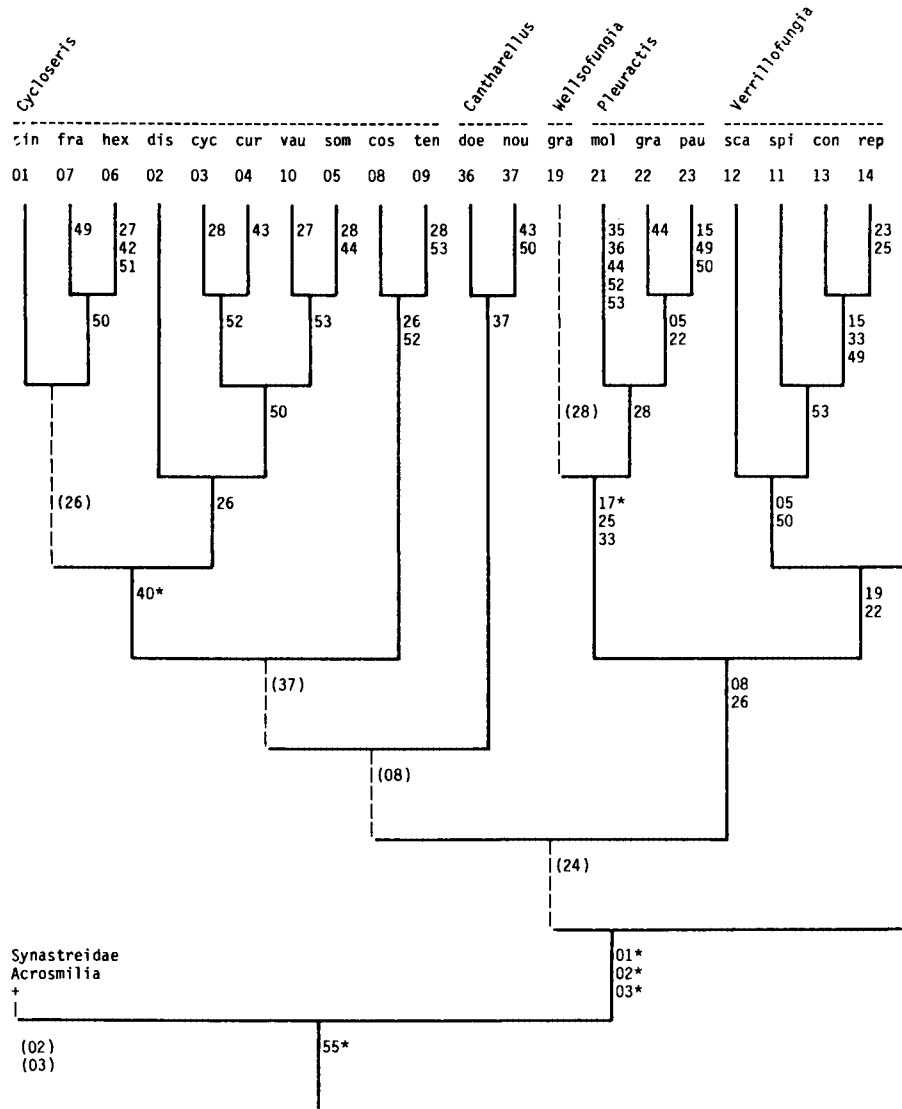 Cycloseris Cantharellus Wellsofungia Pleuractis Verrillofungia
cin fra hex dis cyc cur vau som cos ten doe nou gra mol gra pau sca spi con rep
01 07 06 02 03 04 10 05 08 09 36 37 19 21 22 23 12 11 13 14
49 27 28 43 27 28 28 43 35 44 15 23
42 44 53 50 36 49 25
51 44 50
52
53
50 52 53 26 37 05 15
52 22 33
49
50 (28) 28 53
(26) 26 17* 05
25 50
33
40* 19
22
(37) 08
26
(08)
(24)
Synastreidae 01*
Acrosmilia 02*
+ 03*
(02) 55*
(03)